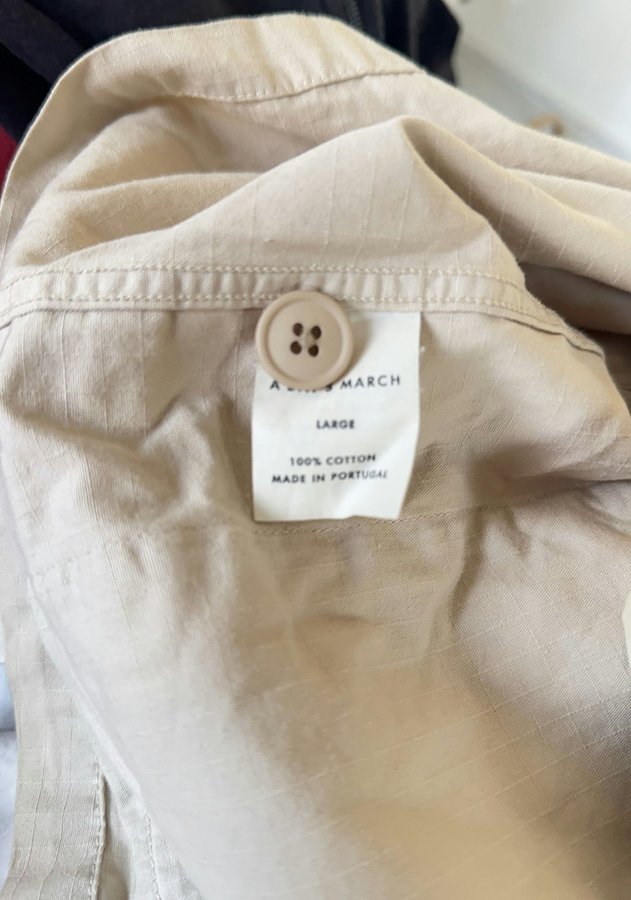 A MARCH
LARGE
100% COTTON
MADE IN PORTUGAL